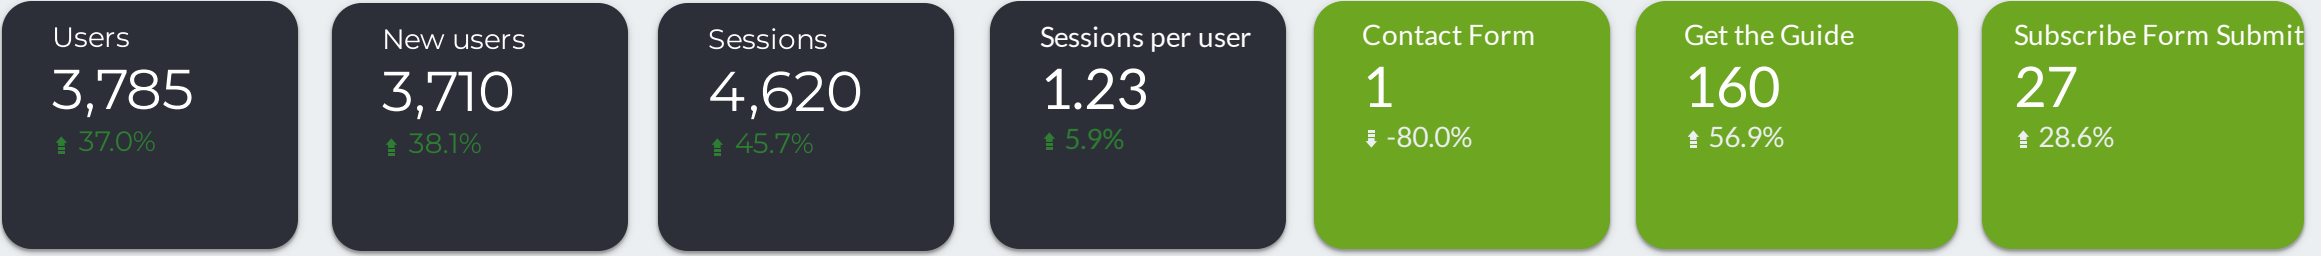 Users
3,785
37.0%
New users
3,710
38.1%
Sessions
4,620
45.7%
Sessions per user
1.23
5.9%
Contact Form
1
-80.0%
Get the Guide
160
56.9%
Subscribe Form Submit
27
28.6%